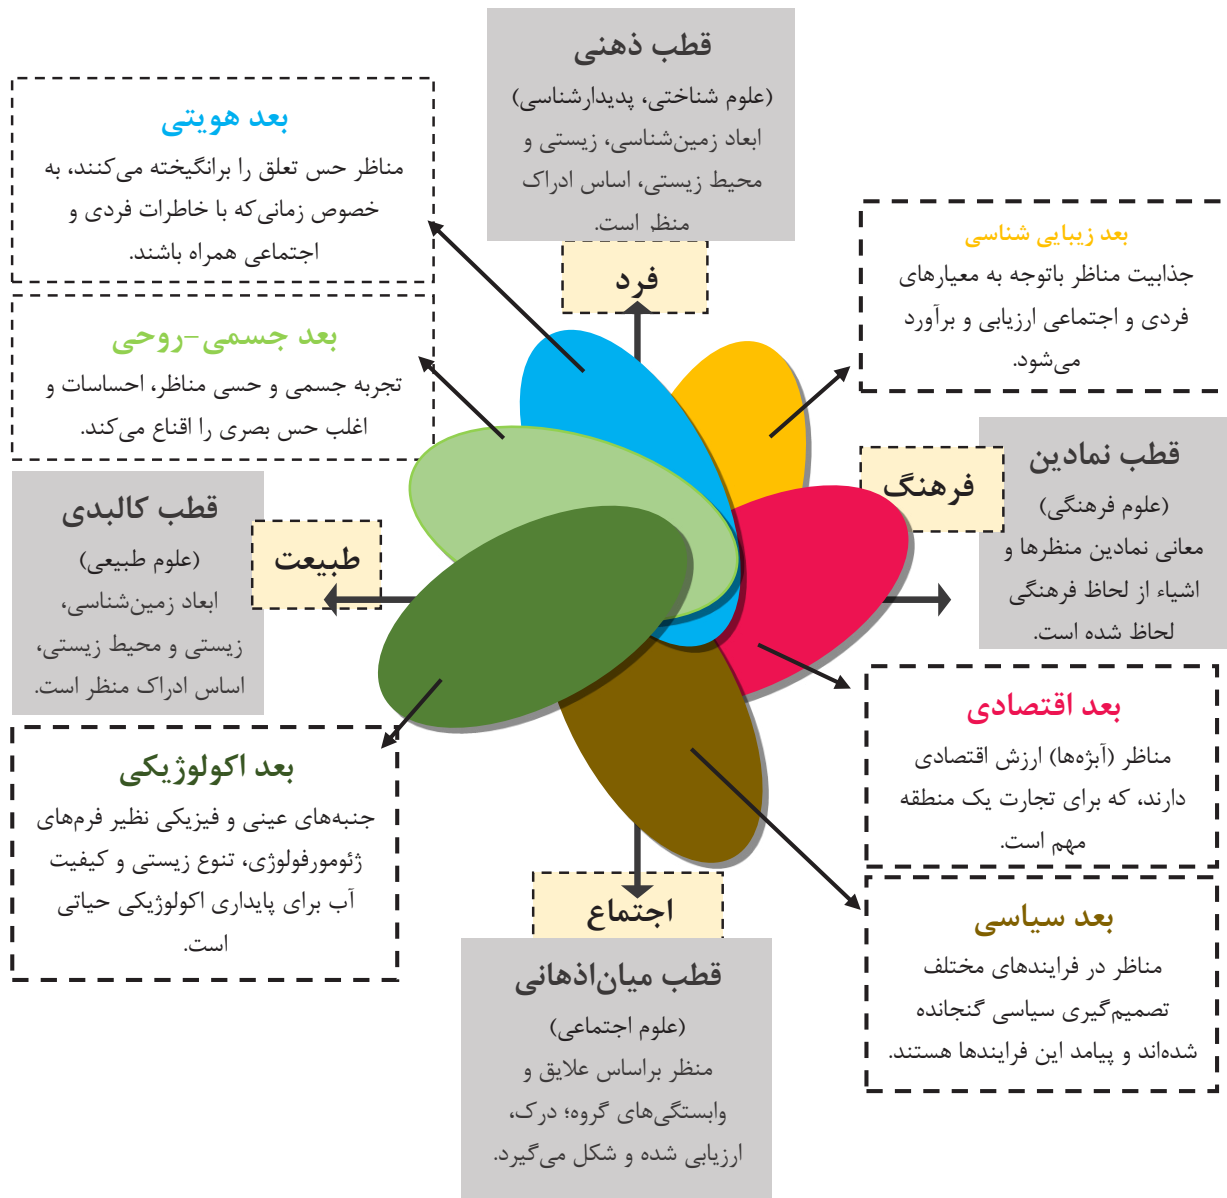 قطب ذهنی
(علوم شناختی، پدیدارشناسی)
ابعاد زمین‌شناسی، زیستی و
محیط زیستی، اساس ادراک
منظر است.
فرد
بعد هویتی
مناظر حس تعلق را برانگیخته می‌کنند، به
خصوص زمانی‌که با خاطرات فردی و
اجتماعی همراه باشند.
بعد زیبایی شناسی
جذابیت مناظر باتوجه به معیارهای
فردی و اجتماعی ارزیابی و برآورد
می‌شود.
بعد جسمی-روحی
تجربه جسمی و حسی مناظر، احساسات و
اغلب حس بصری را اقناع می‌کند.
قطب نمادین
(علوم فرهنگی)
معانی نمادین منظرها و
اشیاء از لحاظ فرهنگی
لحاظ شده است.
فرهنگ
قطب کالبدی
(علوم طبیعی)
ابعاد زمین‌شناسی،
زیستی و محیط زیستی،
اساس ادراک منظر است.
طبیعت
بعد اقتصادی
مناظر (آبژه‌ها) ارزش اقتصادی
دارند، که برای تجارت یک منطقه
مهم است.
بعد اکولوژیکی
جنبه‌های عینی و فیزیکی نظیر فرم‌های
ژئومورفولوژی، تنوع زیستی و کیفیت
آب برای پایداری اکولوژیکی حیاتی
است.
بعد سیاسی
مناظر در فرایندهای مختلف
تصمیم‌گیری سیاسی گنجانده
شده‌اند و پیامد این فرایندها هستند.
اجتماع
قطب میان‌اذهانی
(علوم اجتماعی)
منظر براساس علایق و
وابستگی‌های گروه؛ درک،
ارزیابی شده و شکل می‌گیرد.